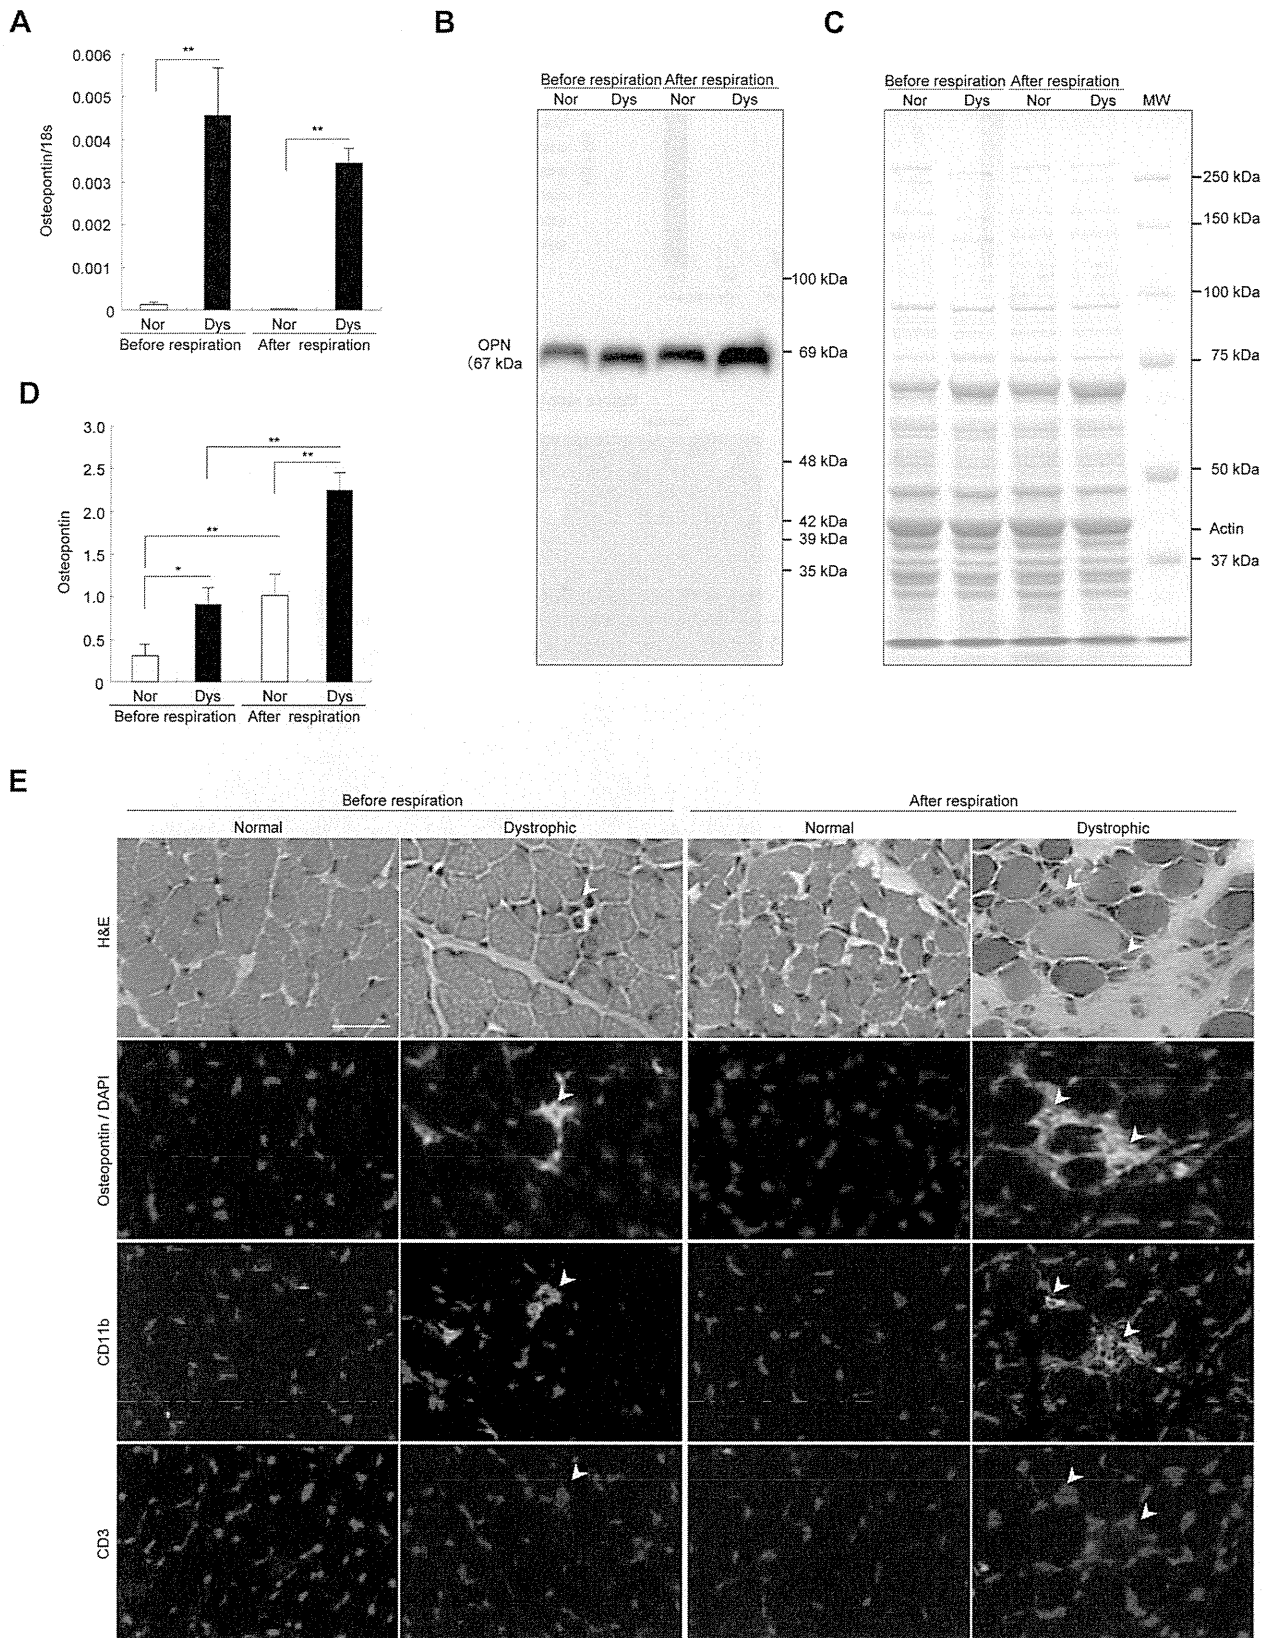 A
0.006
0.005
0.004
0.003
0.002
0.001
0
Osteopontin/18s
**
**
Nor Dys Nor Dys
Before respiration After respiration
B
Before respiration After respiration
Nor Dys Nor Dys
OPN
(67 kDa
100 kDa
69 kDa
48 kDa
42 kDa
39 kDa
35 kDa
C
Before respiration After respiration
Nor Dys Nor Dys MW
250 kDa
150 kDa
100 kDa
75 kDa
50 kDa
Actin
37 kDa
D
3.0
2.5
2.0
1.5
1.0
0.5
0
Osteopontin
**
**
**
*
Nor Dys Nor Dys
Before respiration After respiration
E
Before respiration After respiration
Normal Dystrophic Normal Dystrophic
H&E
Osteopontin / DAPI
CD11b
CD3